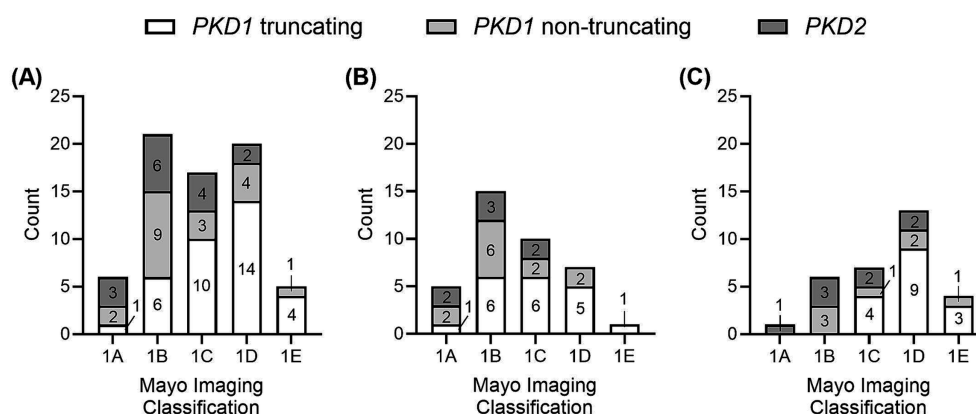 PKD1 truncating PKD1 non-truncating PKD2
(A) (B) (C)
25 25 25
20 20 20
15 15 15
10 10 10
5 5 5
0 0 0
Count Count Count
3 2 1
6 9 6
4 3 10
2 4 14
1 4
2 2 1
3 6 6
2 2 6
2 5
1
1
3 3
2 1 4
2 2 9
1 3
1A 1B 1C 1D 1E 1A 1B 1C 1D 1E 1A 1B 1C 1D 1E
Mayo Imaging Mayo Imaging Mayo Imaging
Classification Classification Classification